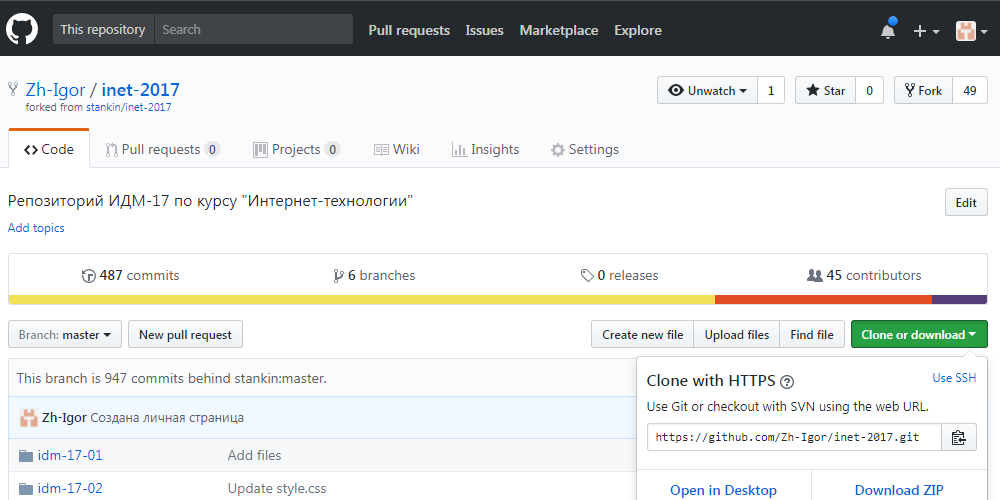 This repository Search Pull requests Issues Marketplace Explore
Zh-Igor / inet-2017 Unwatch 1 Star 0 Fork 49
forked from stankin/inet-2017
Code Pull requests 0 Projects 0 Wiki Insights Settings
Репозиторий ИДМ-17 по курсу "Интернет-технологии" Edit
Add topics
487 commits 6 branches 0 releases 45 contributors
Branch: master New pull request Create new file Upload files Find file Clone or download
This branch is 947 commits behind stankin:master.
Zh-Igor Создана личная страница
idm-17-01 Add files
idm-17-02 Update style.css
Clone with HTTPS ? Use SSH
Use Git or checkout with SVN using the web URL.
https://github.com/Zh-Igor/inet-2017.git
Open in Desktop Download ZIP